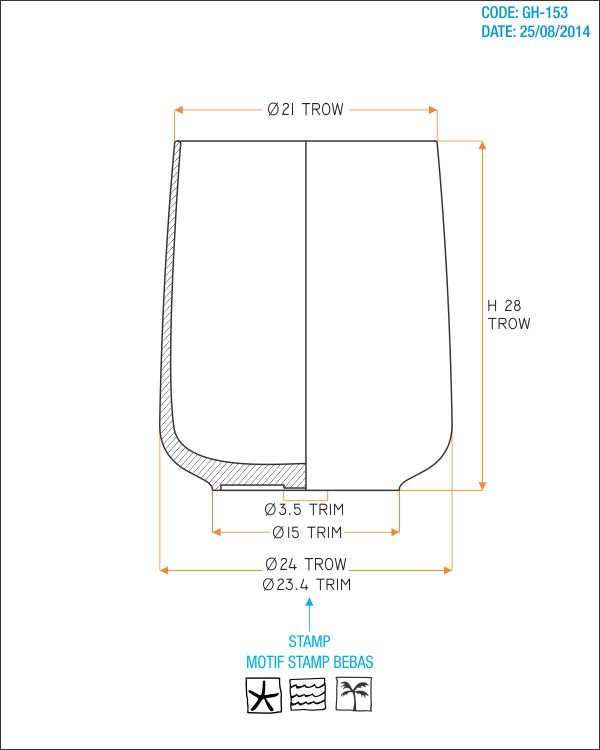 CODE: GH-153
DATE: 25/08/2014
Ø21 TROW
H 28
TROW
Ø3.5 TRIM
Ø15 TRIM
Ø24 TROW
Ø23.4 TRIM
STAMP
MOTIF STAMP BEBAS